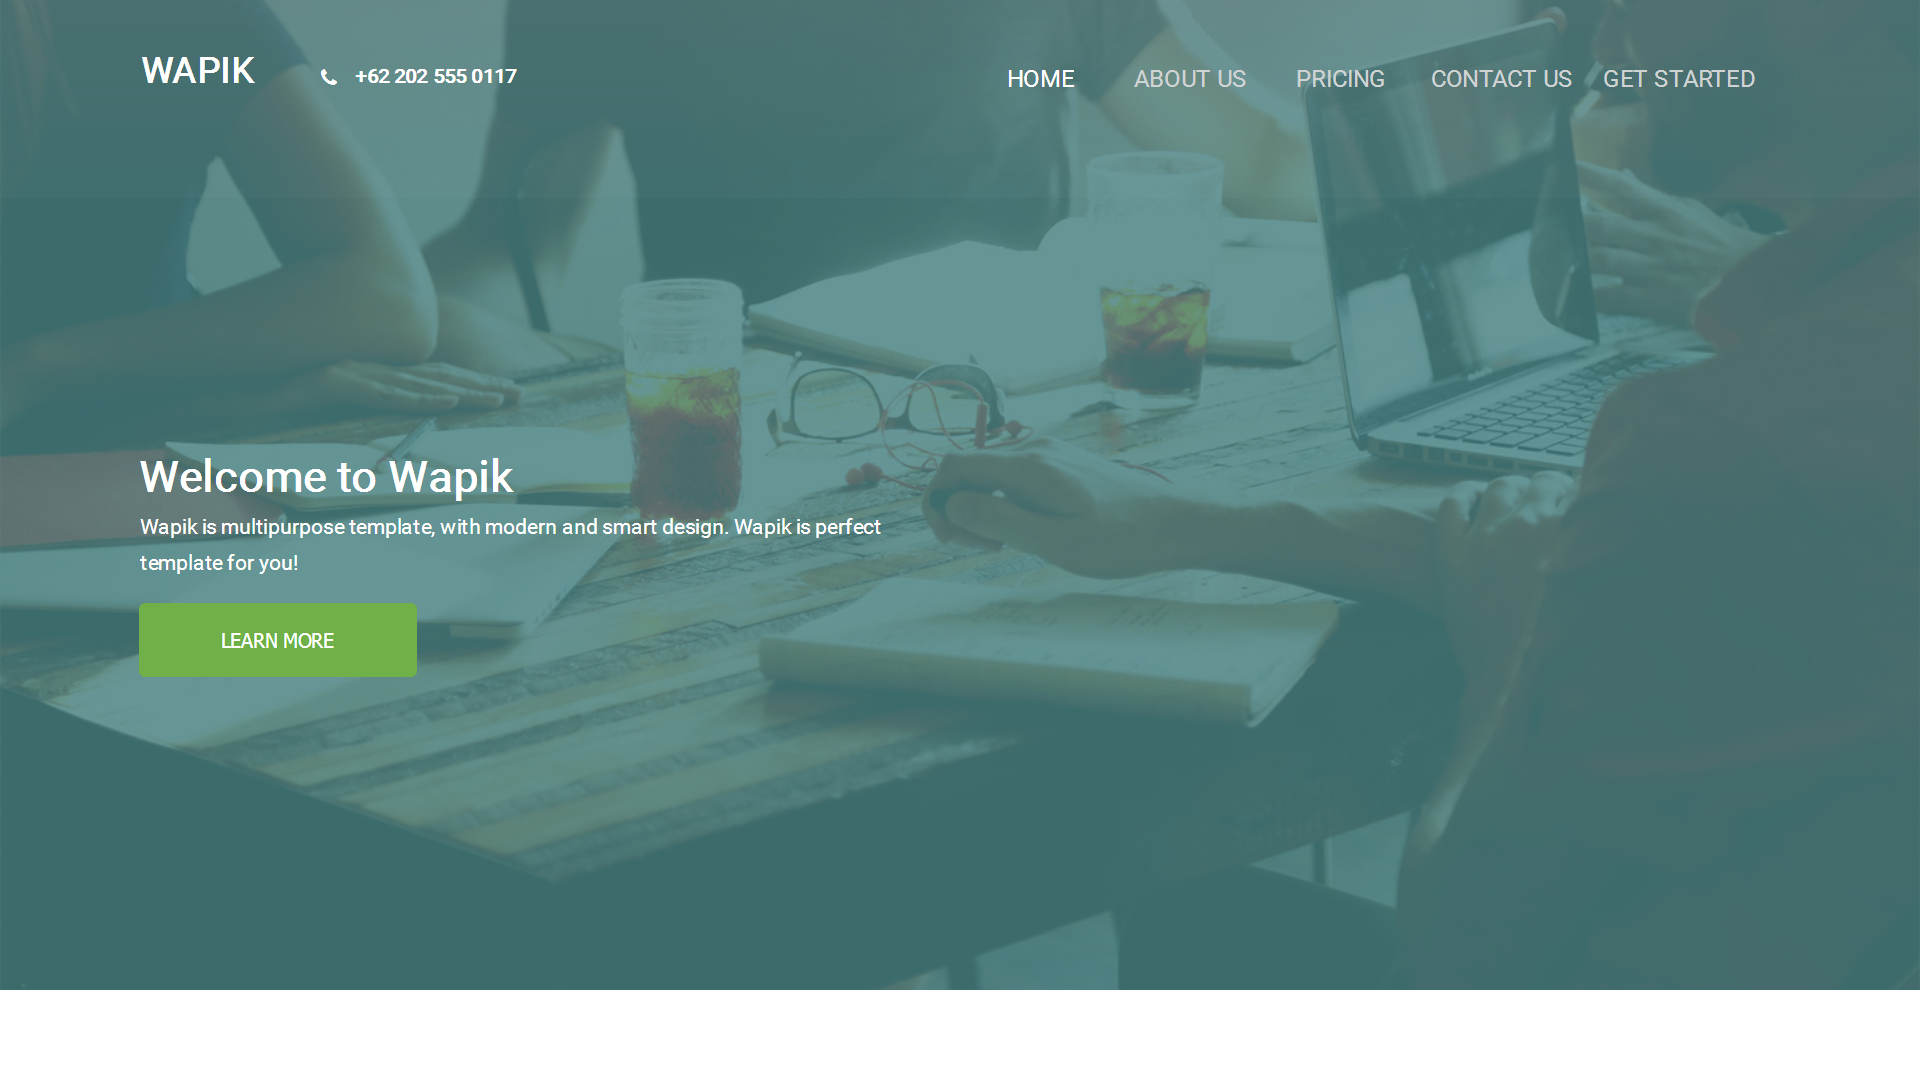 WAPIK
+62 202 555 0117
HOME
ABOUT US
PRICING
CONTACT US
GET STARTED
Welcome to Wapik
Wapik is multipurpose template, with modern and smart design. Wapik is perfect
template for you!
LEARN MORE